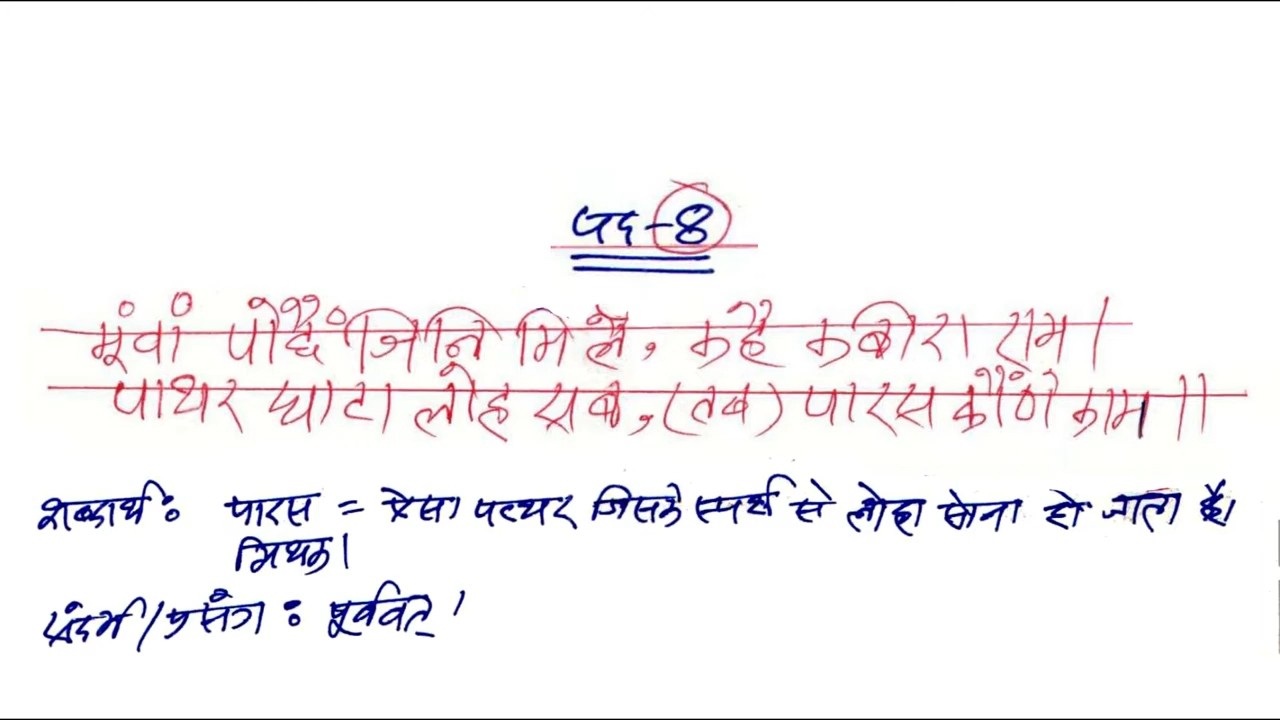 पद-8
मूंवां पीछैं जिनि मिलै, कहै कबीरा राम।
पाथर घाटा लोह सब, (तब) पारस कौंणें काम॥
शब्दार्थ: पारस = ऐसा पत्थर जिसके स्पर्श से लोहा सोना हो जाता है।
मिथक।
संदर्भ/प्रसंग: पूर्ववत्।